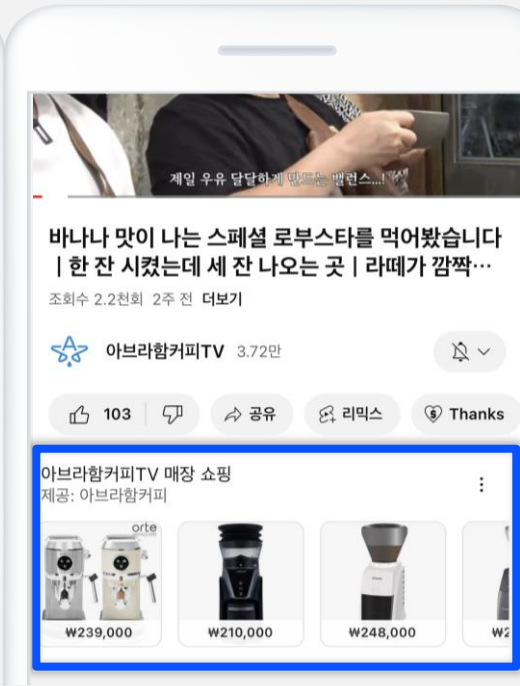 제일 우유 달달하게 만드는 밸런스...!
바나나 맛이 나는 스페셜 로부스타를 먹어봤습니다
ㅣ한 잔 시켰는데 세 잔 나오는 곳ㅣ라떼가 깜짝…
조회수 2.2천회 2주 전 더보기
아브라함커피TV 3.72만
103 공유 리믹스 Thanks
아브라함커피TV 매장 쇼핑
제공: 아브라함커피
orte
₩239,000 ₩210,000 ₩248,000 ₩2